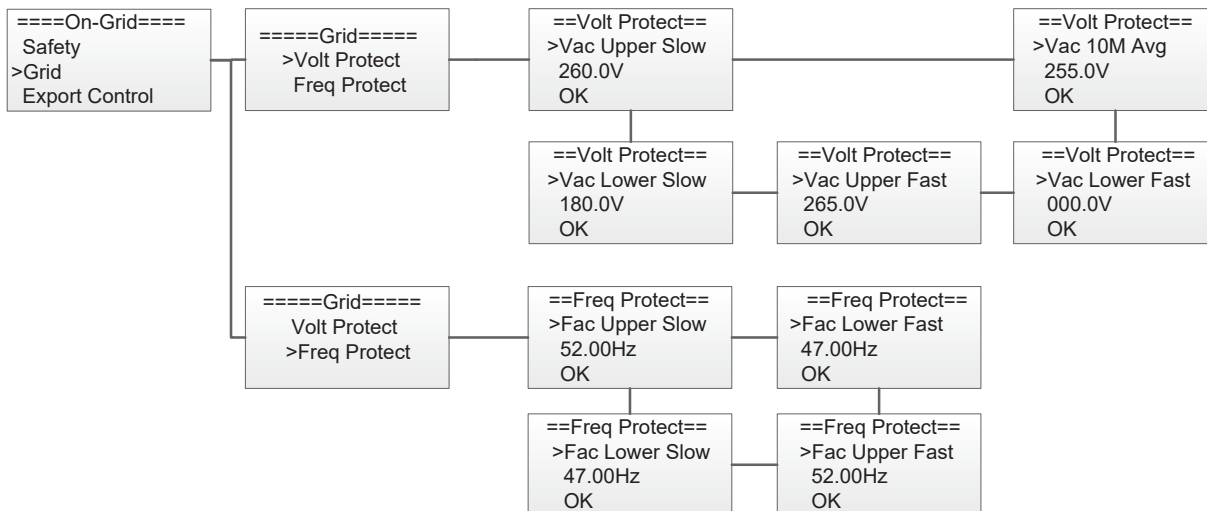 ====On-Grid====
Safety
>Grid
Export Control
=====Grid=====
>Volt Protect
Freq Protect
==Volt Protect==
>Vac Upper Slow
260.0V
OK
==Volt Protect==
>Vac 10M Avg
255.0V
OK
==Volt Protect==
>Vac Lower Slow
180.0V
OK
==Volt Protect==
>Vac Upper Fast
265.0V
OK
==Volt Protect==
>Vac Lower Fast
000.0V
OK
=====Grid=====
Volt Protect
>Freq Protect
==Freq Protect==
>Fac Upper Slow
52.00Hz
OK
==Freq Protect==
>Fac Lower Fast
47.00Hz
OK
==Freq Protect==
>Fac Lower Slow
47.00Hz
OK
==Freq Protect==
>Fac Upper Fast
52.00Hz
OK